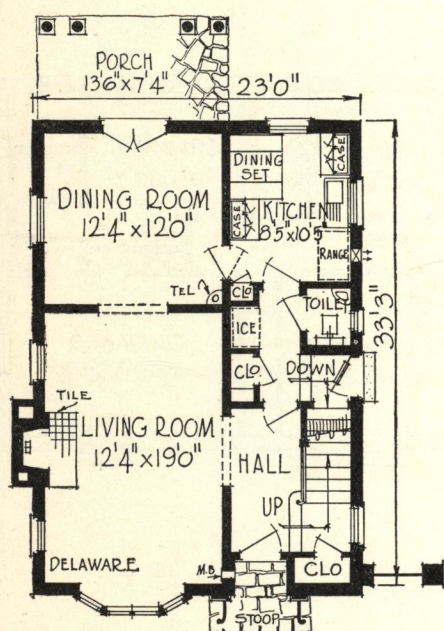 PORCH
13'6"x7'4"
23'0"
DINING
SET
CASE
DINING ROOM
12'4"x12'0"
CASE
KITCHEN
8'5"x10'5"
RANGE
TEL
CLO
TOILET
ICE
33'3"
CLO
DOWN
TILE
LIVING ROOM
12'4"x19'0"
HALL
UP
DELAWARE
M.B.
CLO
STOOP